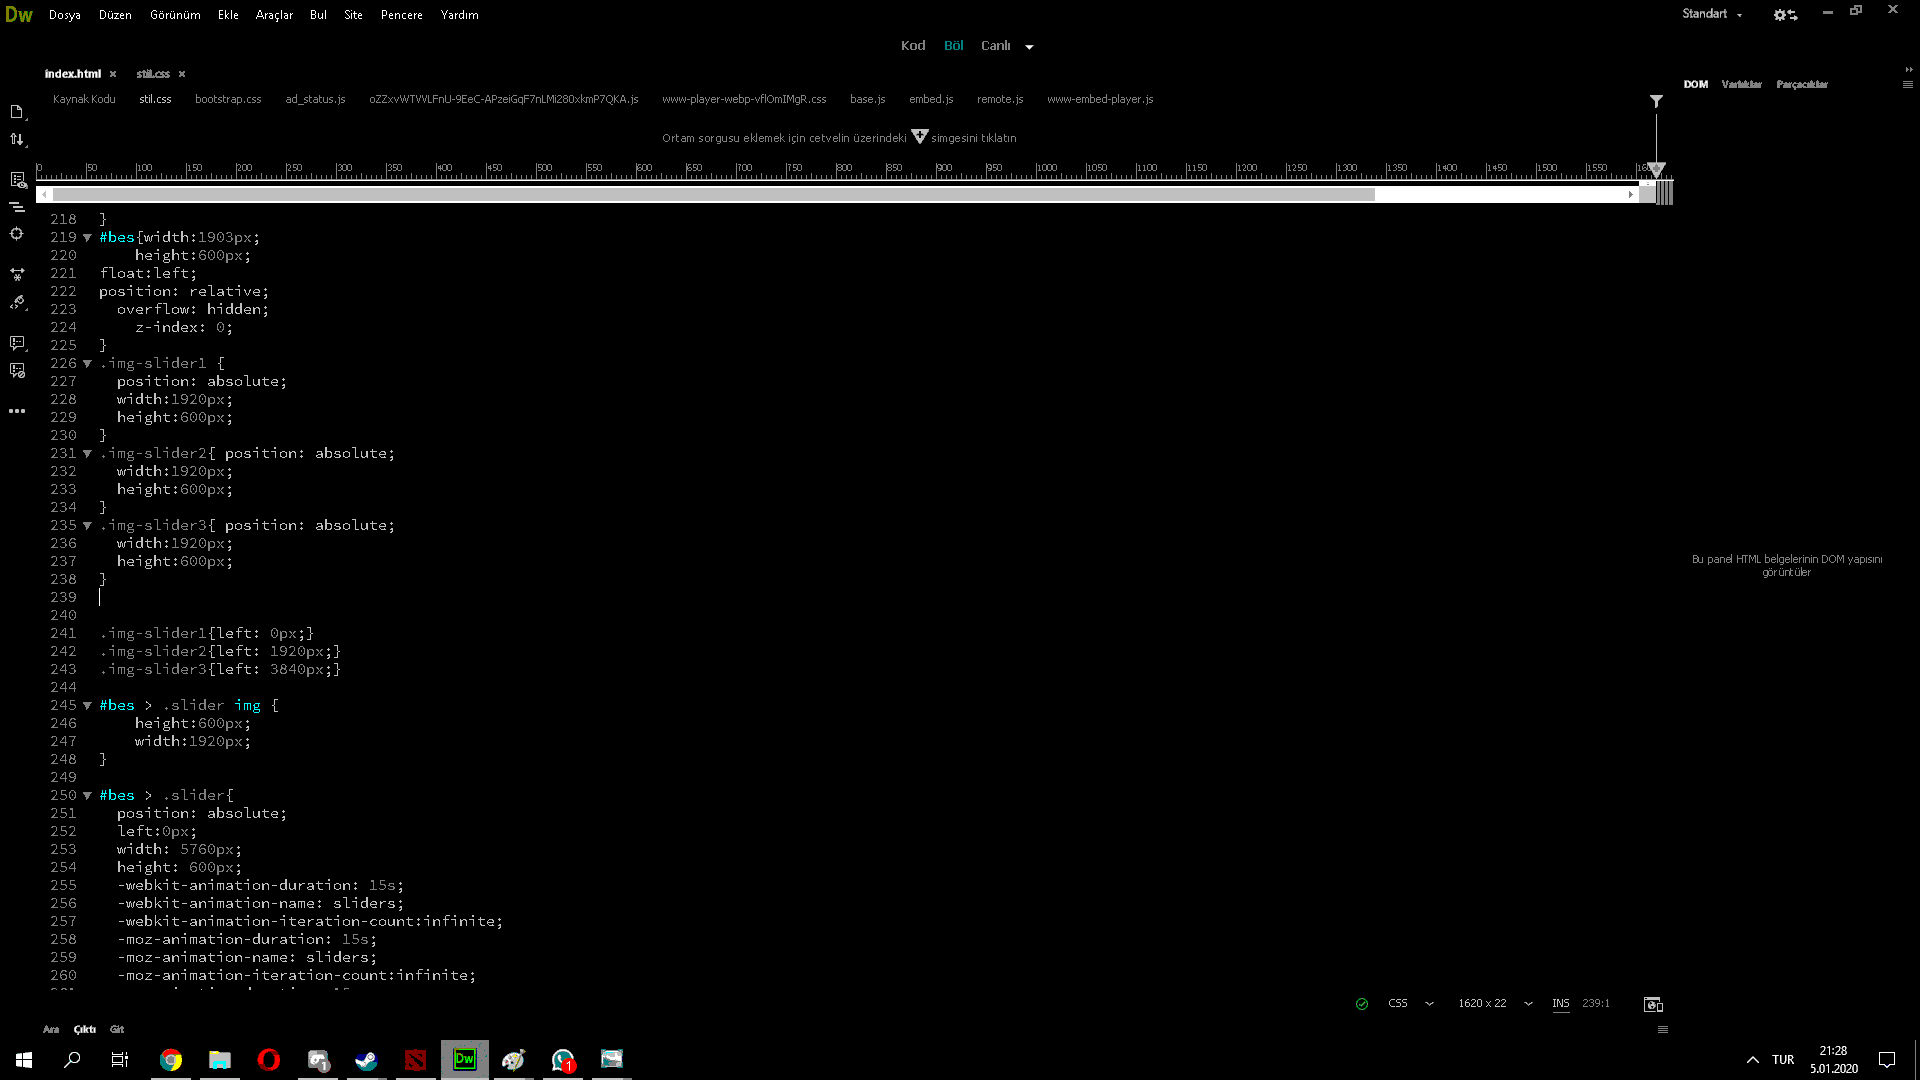 Dw Dosya Düzen Görünüm Ekle Araçlar Bul Site Pencere Yardım Standart
Kod Böl Canlı
index.html × stil.css ×
Kaynak Kodu stil.css bootstrap.css ad_status.js www-player-webp-vflOmIMgR.css base.js embed.js remote.js www-embed-player.js
DOM Varlıklar Parçacıklar
Ortam sorgusu eklemek için cetvelin üzerindeki simgesini tıklatın
0 50 100 150 200 250 300 350 400 450 500 550 600 650 700 750 800 850 900 950 1000 1050 1100 1150 1200 1250 1300 1350 1400 1450 1500 1550
218 }
219 #bes{width:1903px;
220 height:600px;
221 float:left;
222 position: relative;
223 overflow: hidden;
224 z-index: 0;
225 }
226 .img-slider1 {
227 position: absolute;
228 width:1920px;
229 height:600px;
230 }
231 .img-slider2{ position: absolute;
232 width:1920px;
233 height:600px;
234 }
235 .img-slider3{ position: absolute;
236 width:1920px;
237 height:600px;
238 }
239
240
241 .img-slider1{left: 0px;}
242 .img-slider2{left: 1920px;}
243 .img-slider3{left: 3840px;}
244
245 #bes > .slider img {
246 height:600px;
247 width:1920px;
248 }
249
250 #bes > .slider{
251 position: absolute;
252 left:0px;
253 width: 5760px;
254 height: 600px;
255 -webkit-animation-duration: 15s;
256 -webkit-animation-name: sliders;
257 -webkit-animation-iteration-count:infinite;
258 -moz-animation-duration: 15s;
259 -moz-animation-name: sliders;
260 -moz-animation-iteration-count:infinite;
Bu panel HTML belgelerinin DOM yapısını
görüntüler
CSS 1620 x 22 INS 239:1
Ara Çıktı Git
1
Dw
1
TUR
21:28
5.01.2020